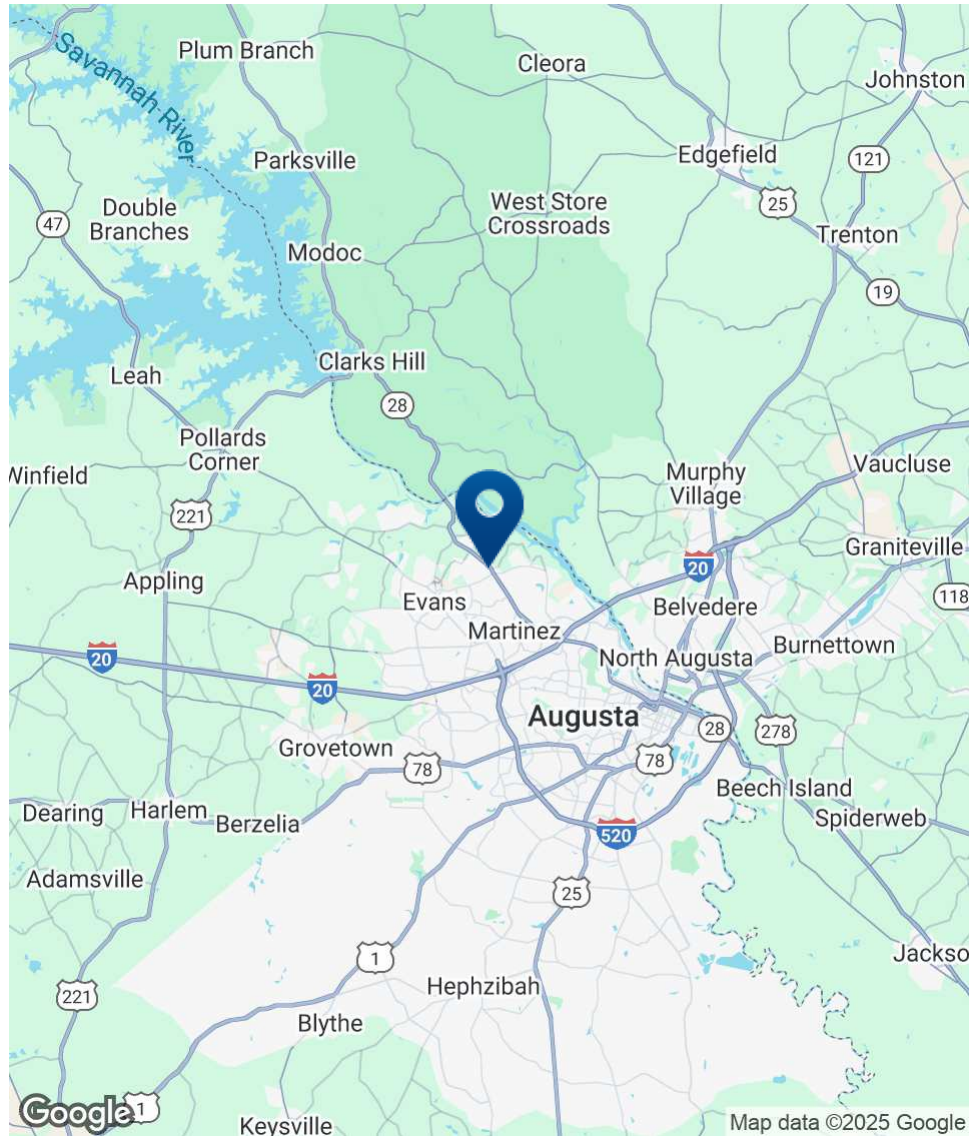 Savannah River
Plum Branch
Cleora
Johnston
Parksville
Edgefield
121
Double
Branches
West Store
Crossroads
25
47
Trenton
Modoc
19
Clarks Hill
Leah
28
Pollards
Corner
Winfield
Murphy
Village
Vaucluse
221
Graniteville
20
Appling
118
Evans
Belvedere
Martinez
Burnettown
20
North Augusta
20
Augusta
28
278
Grovetown
78
78
Beech Island
Dearing
Harlem
Berzelia
Spiderweb
520
Adamsville
25
1
Jackso
221
Hephzibah
Blythe
Google
1
Keysville
Map data ©2025 Google